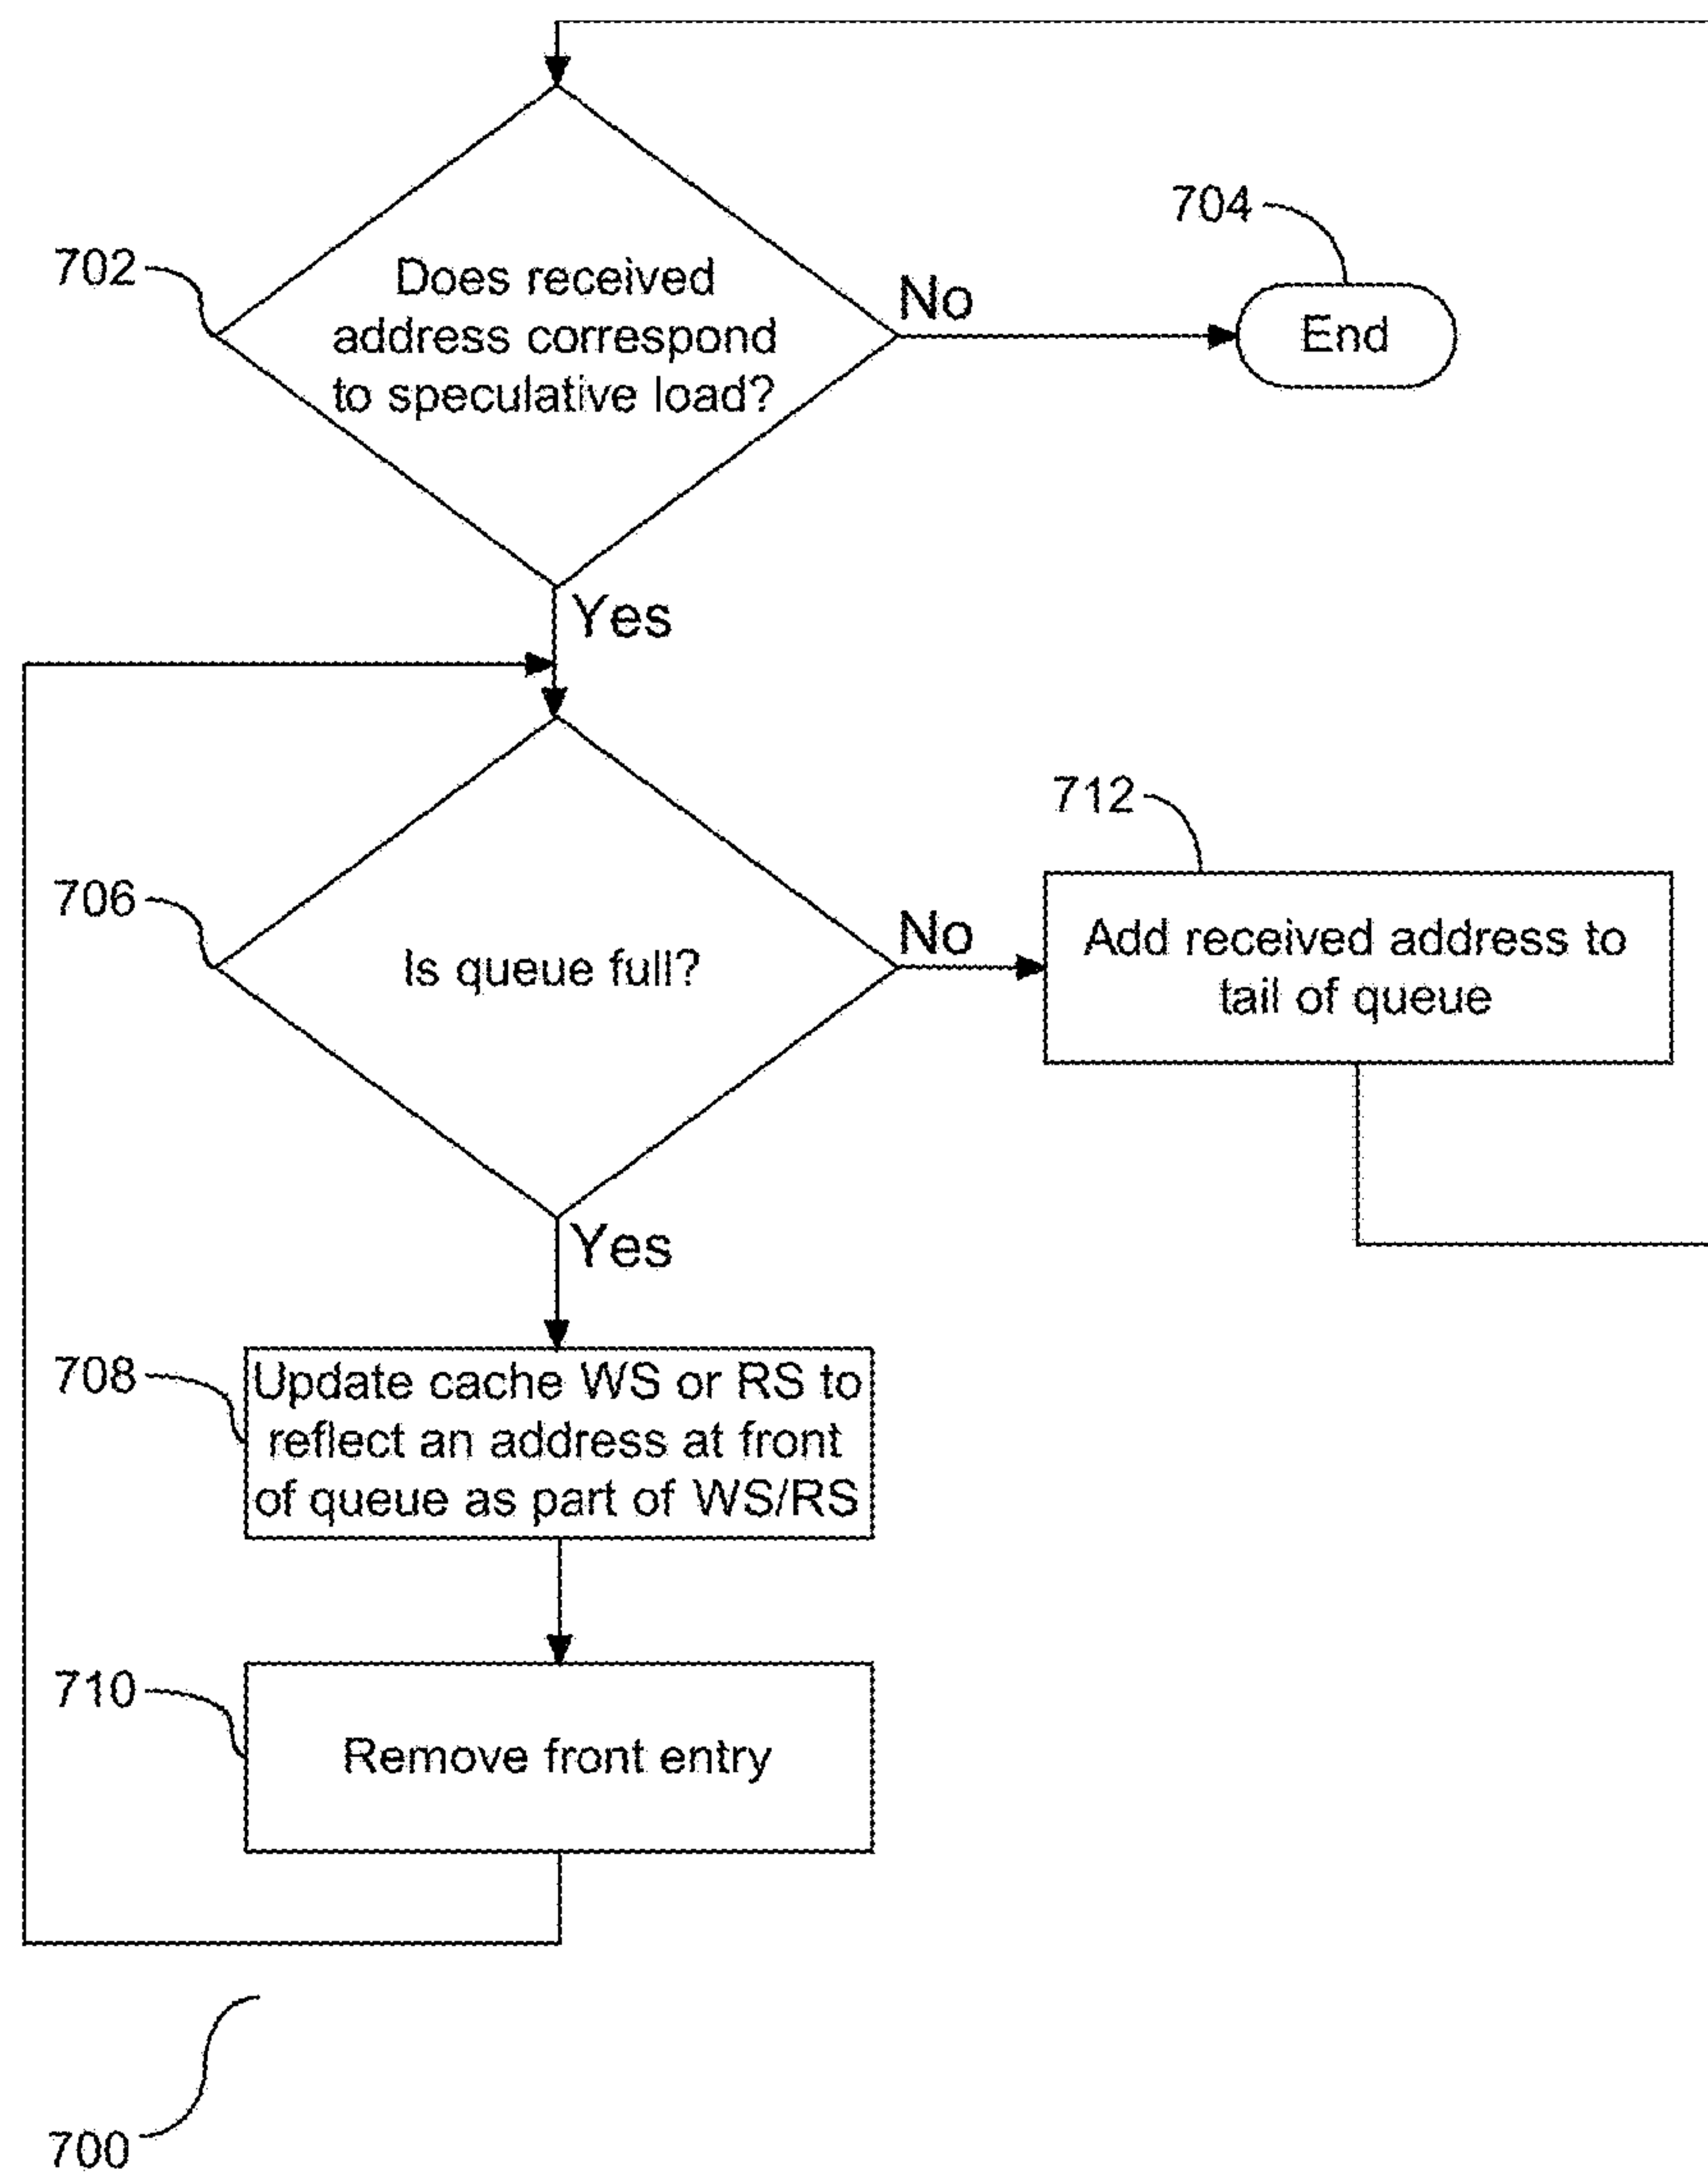 704
702
Does received
address correspond
to speculative load?
No
End
Yes
712
706
Is queue full?
No
Add received address to
tail of queue
Yes
708
Update cache WS or RS to
reflect an address at front
of queue as part of WS/RS
710
Remove front entry
700